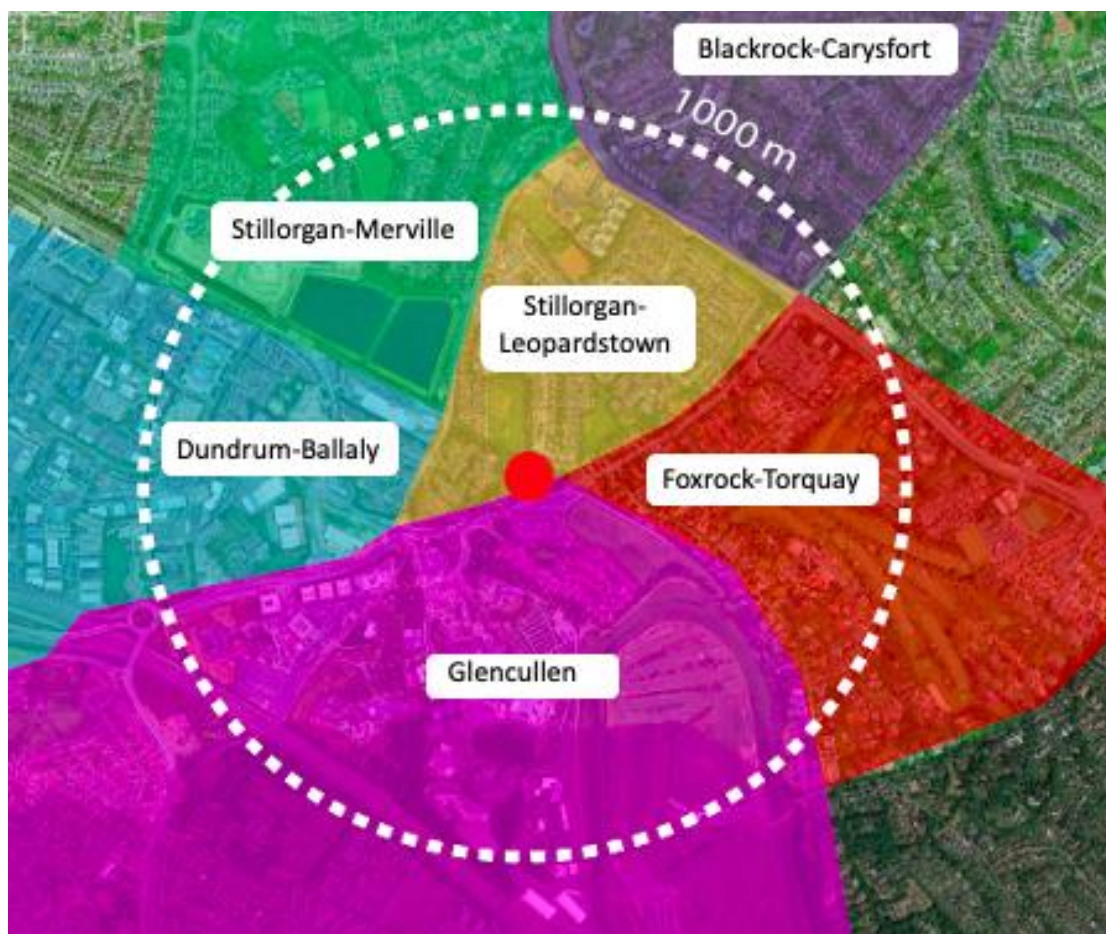 Blackrock-Carysfort
1000 m
Stillorgan-Merville
Stillorgan-
Leopardstown
Dundrum-Ballaly
Foxrock-Torquay
Glencullen